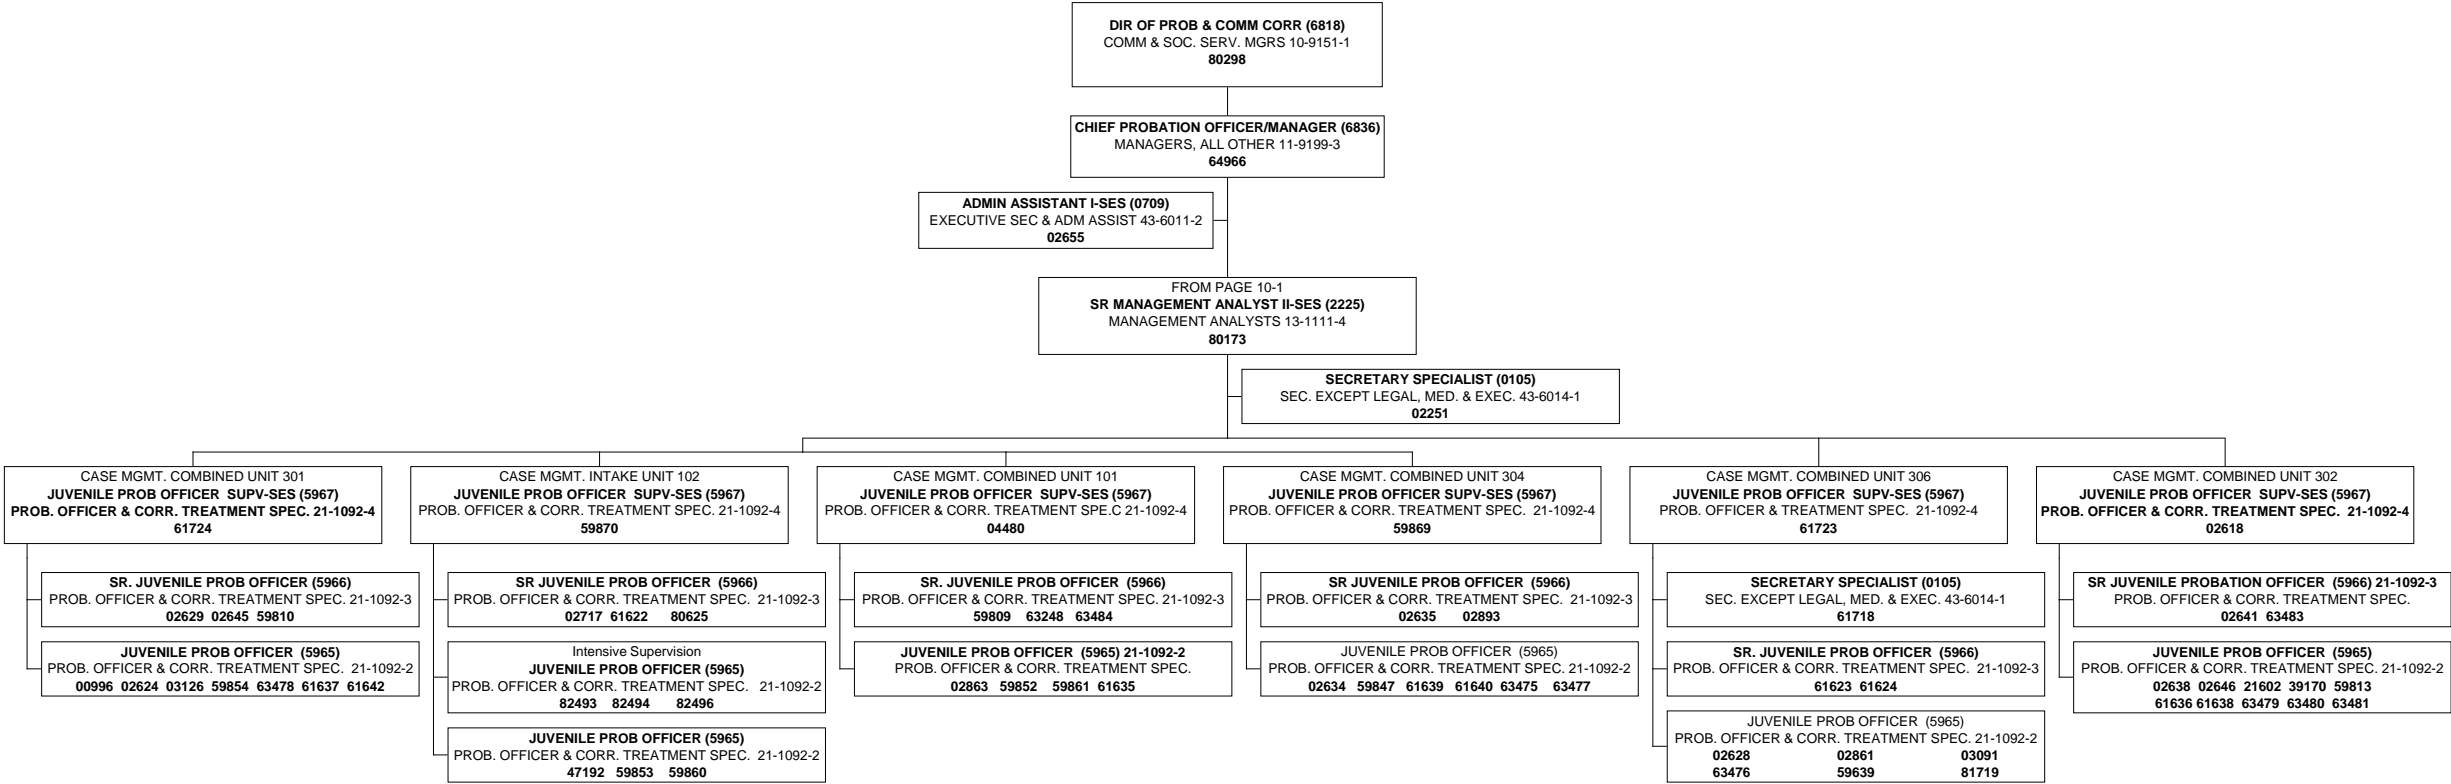 DIR OF PROB & COMM CORR (6818)
COMM & SOC. SERV. MGRS 10-9151-1
80298
CHIEF PROBATION OFFICER/MANAGER (6836)
MANAGERS, ALL OTHER 11-9199-3
64966
ADMIN ASSISTANT I-SES (0709)
EXECUTIVE SEC & ADM ASSIST 43-6011-2
02655
FROM PAGE 10-1
SR MANAGEMENT ANALYST II-SES (2225)
MANAGEMENT ANALYSTS 13-1111-4
80173
SECRETARY SPECIALIST (0105)
SEC. EXCEPT LEGAL, MED. & EXEC. 43-6014-1
02251
CASE MGMT. COMBINED UNIT 301
JUVENILE PROB OFFICER SUPV-SES (5967)
PROB. OFFICER & CORR. TREATMENT SPEC. 21-1092-4
61724
SR. JUVENILE PROB OFFICER (5966)
PROB. OFFICER & CORR. TREATMENT SPEC. 21-1092-3
02629 02645 59810
JUVENILE PROB OFFICER (5965)
PROB. OFFICER & CORR. TREATMENT SPEC. 21-1092-2
00996 02624 03126 59854 63478 61637 61642
CASE MGMT. INTAKE UNIT 102
JUVENILE PROB OFFICER SUPV-SES (5967)
PROB. OFFICER & CORR. TREATMENT SPEC. 21-1092-4
59870
SR JUVENILE PROB OFFICER (5966)
PROB. OFFICER & CORR. TREATMENT SPEC. 21-1092-3
02717 61622 80625
Intensive Supervision
JUVENILE PROB OFFICER (5965)
PROB. OFFICER & CORR. TREATMENT SPEC. 21-1092-2
82493 82494 82496
JUVENILE PROB OFFICER (5965)
PROB. OFFICER & CORR. TREATMENT SPEC. 21-1092-2
47192 59853 59860
CASE MGMT. COMBINED UNIT 101
JUVENILE PROB OFFICER SUPV-SES (5967)
PROB. OFFICER & CORR. TREATMENT SPE.C 21-1092-4
04480
SR. JUVENILE PROB OFFICER (5966)
PROB. OFFICER & CORR. TREATMENT SPEC. 21-1092-3
59809 63248 63484
JUVENILE PROB OFFICER (5965) 21-1092-2
PROB. OFFICER & CORR. TREATMENT SPEC.
02863 59852 59861 61635
CASE MGMT. COMBINED UNIT 304
JUVENILE PROB OFFICER SUPV-SES (5967)
PROB. OFFICER & CORR. TREATMENT SPEC. 21-1092-4
59869
SR JUVENILE PROB OFFICER (5966)
PROB. OFFICER & CORR. TREATMENT SPEC. 21-1092-3
02635 02893
JUVENILE PROB OFFICER (5965)
PROB. OFFICER & CORR. TREATMENT SPEC. 21-1092-2
02634 59847 61639 61640 63475 63477
CASE MGMT. COMBINED UNIT 306
JUVENILE PROB OFFICER SUPV-SES (5967)
PROB. OFFICER & TREATMENT SPEC. 21-1092-4
61723
SECRETARY SPECIALIST (0105)
SEC. EXCEPT LEGAL, MED. & EXEC. 43-6014-1
61718
SR. JUVENILE PROB OFFICER (5966)
PROB. OFFICER & CORR. TREATMENT SPEC. 21-1092-3
61623 61624
JUVENILE PROB OFFICER (5965)
PROB. OFFICER & CORR. TREATMENT SPEC. 21-1092-2
02628 02861 03091
63476 59639 81719
CASE MGMT. COMBINED UNIT 302
JUVENILE PROB OFFICER SUPV-SES (5967)
PROB. OFFICER & CORR. TREATMENT SPEC. 21-1092-4
02618
SR JUVENILE PROBATION OFFICER (5966) 21-1092-3
PROB. OFFICER & CORR. TREATMENT SPEC.
02641 63483
JUVENILE PROB OFFICER (5965)
PROB. OFFICER & CORR. TREATMENT SPEC. 21-1092-2
02638 02646 21602 39170 59813
61636 61638 63479 63480 63481